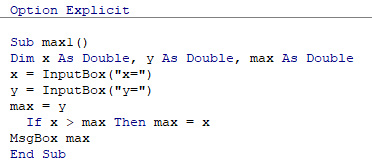 Option Explicit
Sub max1()
Dim x As Double, y As Double, max As Double
x = InputBox("x=")
y = InputBox("y=")
max = y
If x > max Then max = x
MsgBox max
End Sub